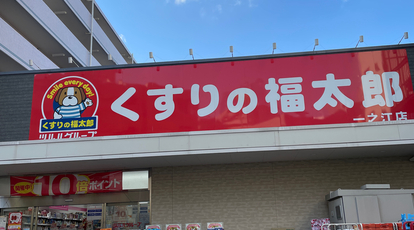 Smile every day!
くすりの福太郎
ツルハグループ
くすりの福太郎
一之江店
10倍ポイント